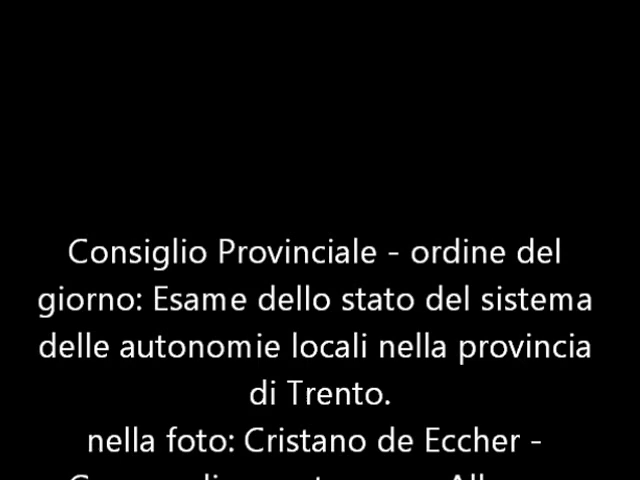 Consiglio Provinciale - ordine del
giorno: Esame dello stato del sistema
delle autonomie locali nella provincia
di Trento.
nella foto: Cristano de Eccher -